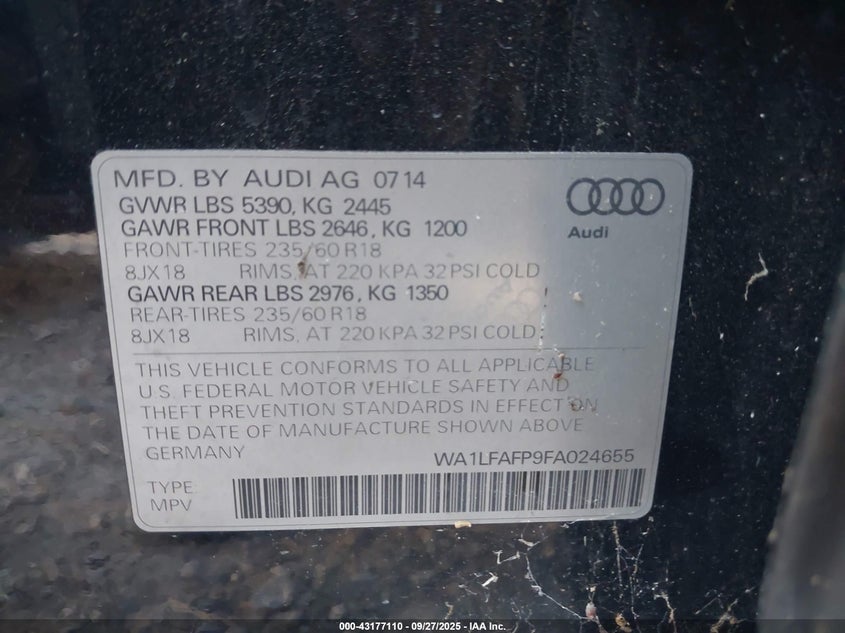 MFD. BY AUDI AG 0714
GVWR LBS 5390, KG 2445
GAWR FRONT LBS 2646, KG 1200
FRONT-TIRES 235/60 R18
8JX18 RIMS, AT 220 KPA 32 PSI COLD
GAWR REAR LBS 2976, KG 1350
REAR-TIRES 235/60 R18
8JX18 RIMS, AT 220 KPA 32 PSI COLD.
Audi
THIS VEHICLE CONFORMS TO ALL APPLICABLE
U.S. FEDERAL MOTOR VEHICLE SAFETY AND
THEFT PREVENTION STANDARDS IN EFFECT ON
THE DATE OF MANUFACTURE SHOWN ABOVE
GERMANY WA1LFAFP9FA024655
TYPE:
MPV
000-43177110 - 09/27/2025 - IAA Inc.